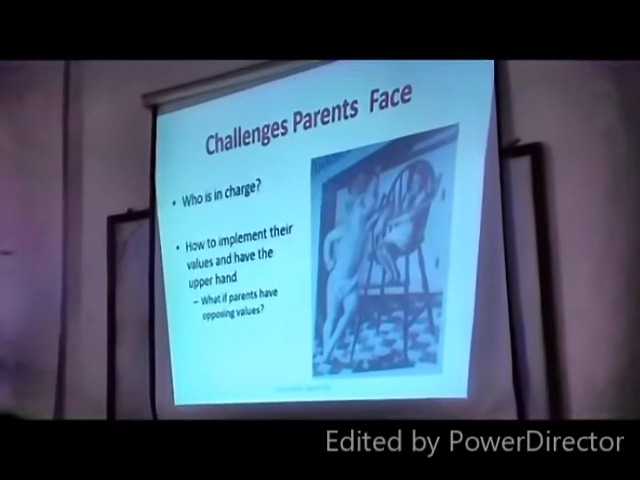 Challenges Parents Face
• Who is in charge?
• How to implement their
values and have the
upper hand
– What if parents have
opposing values?
Edited by PowerDirector